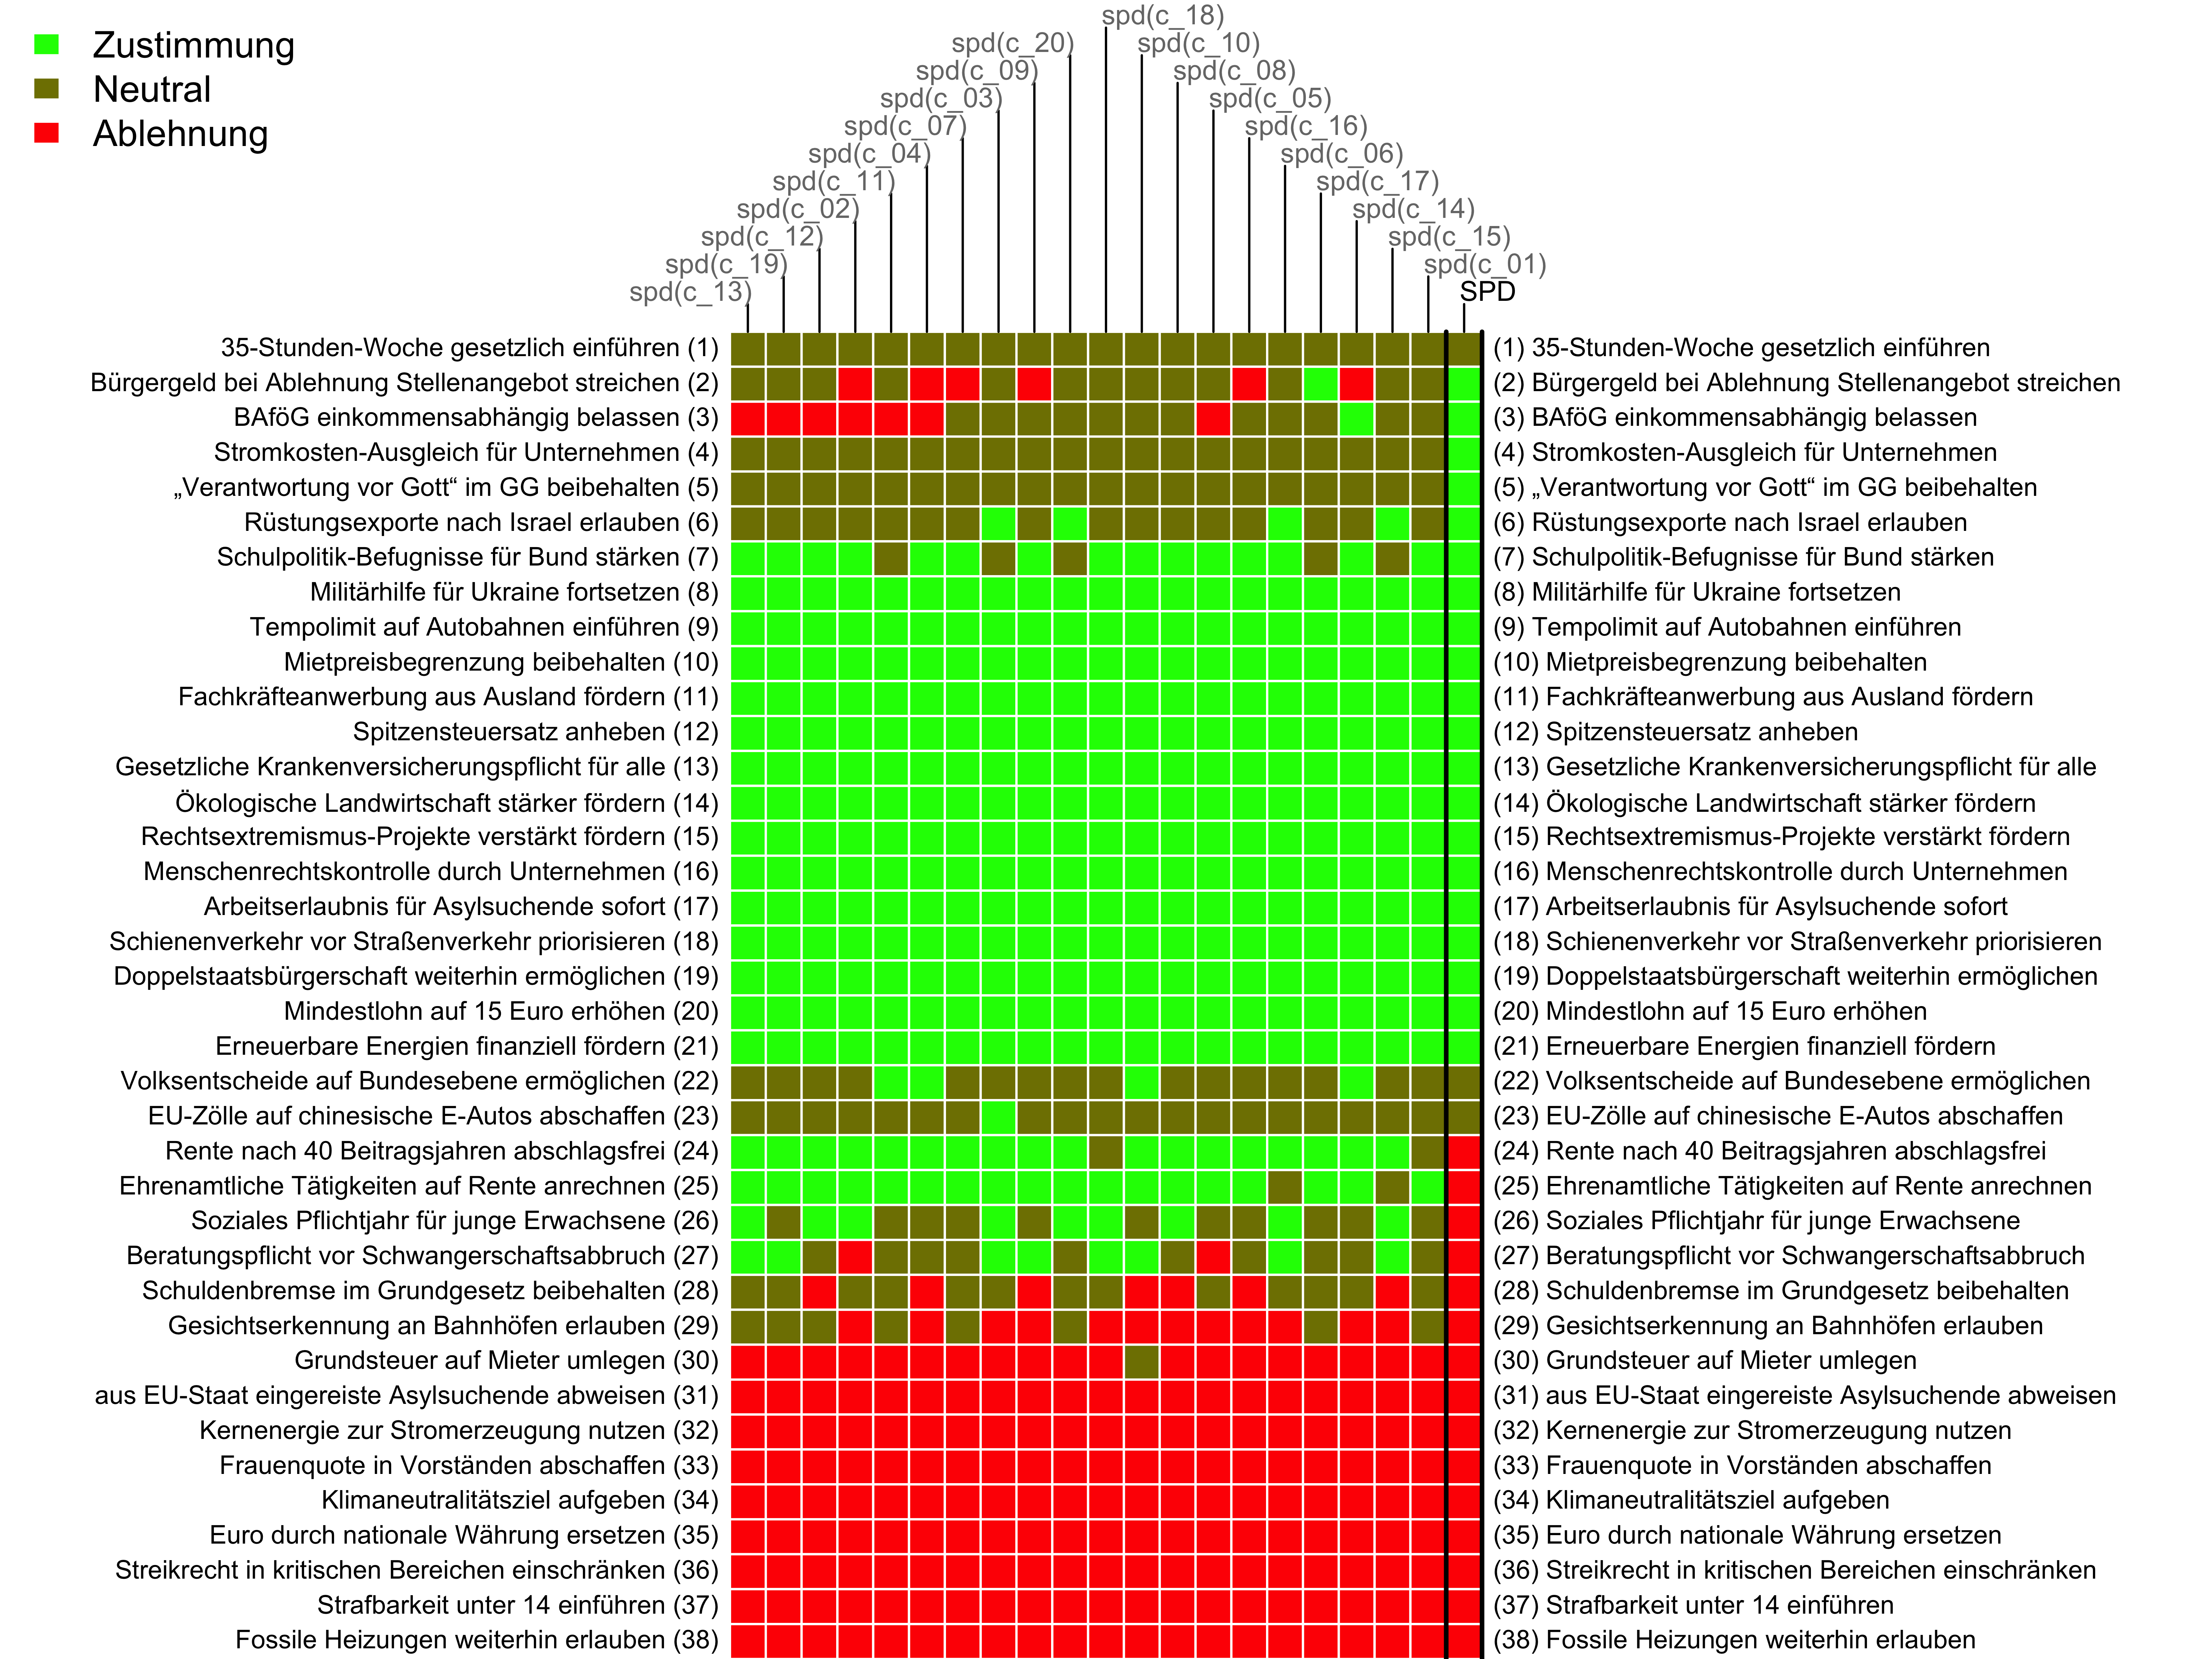 Zustimmung
Neutral
Ablehnung
spd(c_18)
spd(c_20)
spd(c_10)
spd(c_09)
spd(c_08)
spd(c_03)
spd(c_05)
spd(c_07)
spd(c_16)
spd(c_04)
spd(c_06)
spd(c_11)
spd(c_17)
spd(c_02)
spd(c_14)
spd(c_12)
spd(c_15)
spd(c_19)
spd(c_01)
spd(c_13)
SPD
35-Stunden-Woche gesetzlich einführen (1)
(1) 35-Stunden-Woche gesetzlich einführen
Bürgergeld bei Ablehnung Stellenangebot streichen (2)
(2) Bürgergeld bei Ablehnung Stellenangebot streichen
BAföG einkommensabhängig belassen (3)
(3) BAföG einkommensabhängig belassen
Stromkosten-Ausgleich für Unternehmen (4)
(4) Stromkosten-Ausgleich für Unternehmen
„Verantwortung vor Gott“ im GG beibehalten (5)
(5) „Verantwortung vor Gott“ im GG beibehalten
Rüstungsexporte nach Israel erlauben (6)
(6) Rüstungsexporte nach Israel erlauben
Schulpolitik-Befugnisse für Bund stärken (7)
(7) Schulpolitik-Befugnisse für Bund stärken
Militärhilfe für Ukraine fortsetzen (8)
(8) Militärhilfe für Ukraine fortsetzen
Tempolimit auf Autobahnen einführen (9)
(9) Tempolimit auf Autobahnen einführen
Mietpreisbegrenzung beibehalten (10)
(10) Mietpreisbegrenzung beibehalten
Fachkräfteanwerbung aus Ausland fördern (11)
(11) Fachkräfteanwerbung aus Ausland fördern
Spitzensteuersatz anheben (12)
(12) Spitzensteuersatz anheben
Gesetzliche Krankenversicherungspflicht für alle (13)
(13) Gesetzliche Krankenversicherungspflicht für alle
Ökologische Landwirtschaft stärker fördern (14)
(14) Ökologische Landwirtschaft stärker fördern
Rechtsextremismus-Projekte verstärkt fördern (15)
(15) Rechtsextremismus-Projekte verstärkt fördern
Menschenrechtskontrolle durch Unternehmen (16)
(16) Menschenrechtskontrolle durch Unternehmen
Arbeitserlaubnis für Asylsuchende sofort (17)
(17) Arbeitserlaubnis für Asylsuchende sofort
Schienenverkehr vor Straßenverkehr priorisieren (18)
(18) Schienenverkehr vor Straßenverkehr priorisieren
Doppelstaatsbürgerschaft weiterhin ermöglichen (19)
(19) Doppelstaatsbürgerschaft weiterhin ermöglichen
Mindestlohn auf 15 Euro erhöhen (20)
(20) Mindestlohn auf 15 Euro erhöhen
Erneuerbare Energien finanziell fördern (21)
(21) Erneuerbare Energien finanziell fördern
Volksentscheide auf Bundesebene ermöglichen (22)
(22) Volksentscheide auf Bundesebene ermöglichen
EU-Zölle auf chinesische E-Autos abschaffen (23)
(23) EU-Zölle auf chinesische E-Autos abschaffen
Rente nach 40 Beitragsjahren abschlagsfrei (24)
(24) Rente nach 40 Beitragsjahren abschlagsfrei
Ehrenamtliche Tätigkeiten auf Rente anrechnen (25)
(25) Ehrenamtliche Tätigkeiten auf Rente anrechnen
Soziales Pflichtjahr für junge Erwachsene (26)
(26) Soziales Pflichtjahr für junge Erwachsene
Beratungspflicht vor Schwangerschaftsabbruch (27)
(27) Beratungspflicht vor Schwangerschaftsabbruch
Schuldenbremse im Grundgesetz beibehalten (28)
(28) Schuldenbremse im Grundgesetz beibehalten
Gesichtserkennung an Bahnhöfen erlauben (29)
(29) Gesichtserkennung an Bahnhöfen erlauben
Grundsteuer auf Mieter umlegen (30)
(30) Grundsteuer auf Mieter umlegen
aus EU-Staat eingereiste Asylsuchende abweisen (31)
(31) aus EU-Staat eingereiste Asylsuchende abweisen
Kernenergie zur Stromerzeugung nutzen (32)
(32) Kernenergie zur Stromerzeugung nutzen
Frauenquote in Vorständen abschaffen (33)
(33) Frauenquote in Vorständen abschaffen
Klimaneutralitätsziel aufgeben (34)
(34) Klimaneutralitätsziel aufgeben
Euro durch nationale Währung ersetzen (35)
(35) Euro durch nationale Währung ersetzen
Streikrecht in kritischen Bereichen einschränken (36)
(36) Streikrecht in kritischen Bereichen einschränken
Strafbarkeit unter 14 einführen (37)
(37) Strafbarkeit unter 14 einführen
Fossile Heizungen weiterhin erlauben (38)
(38) Fossile Heizungen weiterhin erlauben